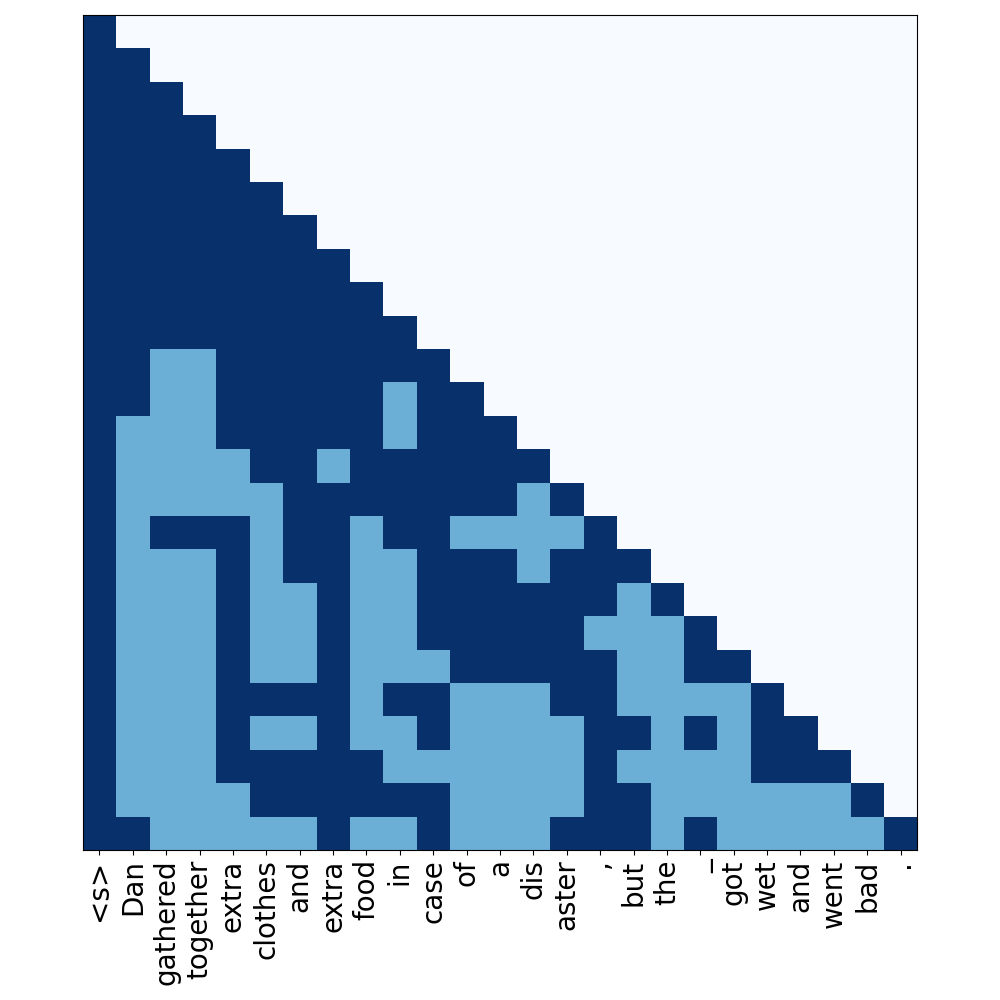 <s>
Dan
gathered
together
extra
clothes
and
extra
food
in
case
of
a
dis
aster
,
but
the
_
got
wet
and
went
bad
.